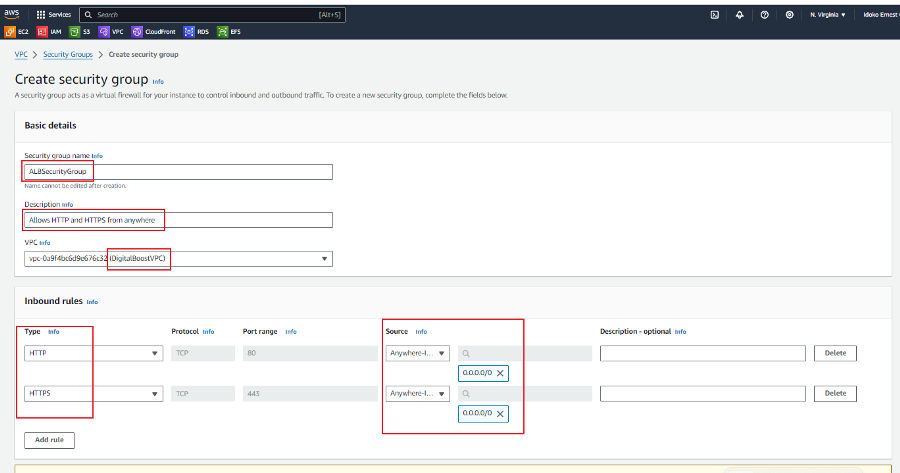 aws
Services
Search
[Alt+S]
N. Virginia
Idoko Ernest
EC2
IAM
S3
VPC
CloudFront
RDS
EFS
VPC > Security Groups > Create security group
Create security group Info
A security group acts as a virtual firewall for your instance to control inbound and outbound traffic. To create a new security group, complete the fields below.
Basic details
Security group name Info
ALBSecurityGroup
Name cannot be edited after creation.
Description Info
Allows HTTP and HTTPS from anywhere
VPC Info
vpc-0a9f4bc6d9e676c32 (DigitalBoostVPC)
Inbound rules Info
Type Info Protocol Info Port range Info Source Info Description - optional Info
HTTP TCP 80 Anywhere-I... Delete
0.0.0.0/0
HTTPS TCP 443 Anywhere-I... Delete
0.0.0.0/0
Add rule